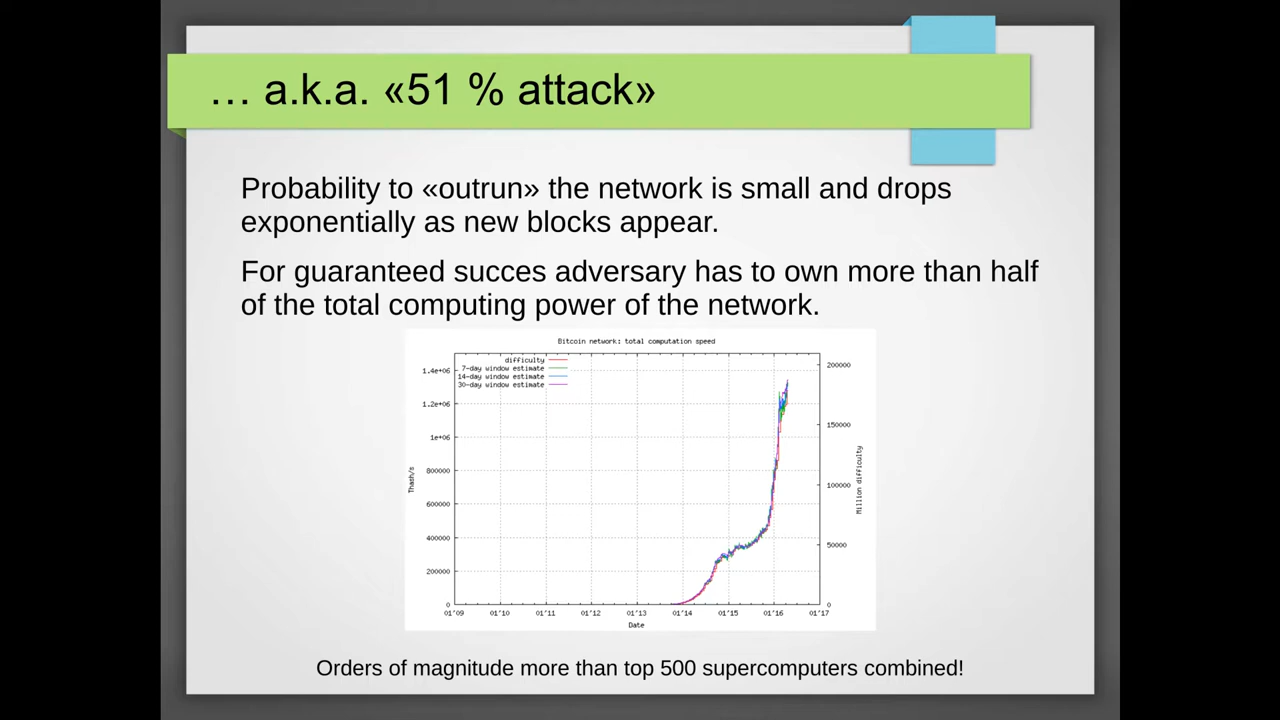 … a.k.a. «51 % attack»
Probability to «outrun» the network is small and drops
exponentially as new blocks appear.
For guaranteed succes adversary has to own more than half
of the total computing power of the network.
Bitcoin network: total computation speed
difficulty
7-day window estimate
14-day window estimate
30-day window estimate
1.4e+06
1.2e+06
1e+06
800000
600000
400000
200000
0
Thash/s
200000
150000
100000
50000
0
Million difficulty
01'09 01'10 01'11 01'12 01'13 01'14 01'15 01'16 01'17
Date
Orders of magnitude more than top 500 supercomputers combined!